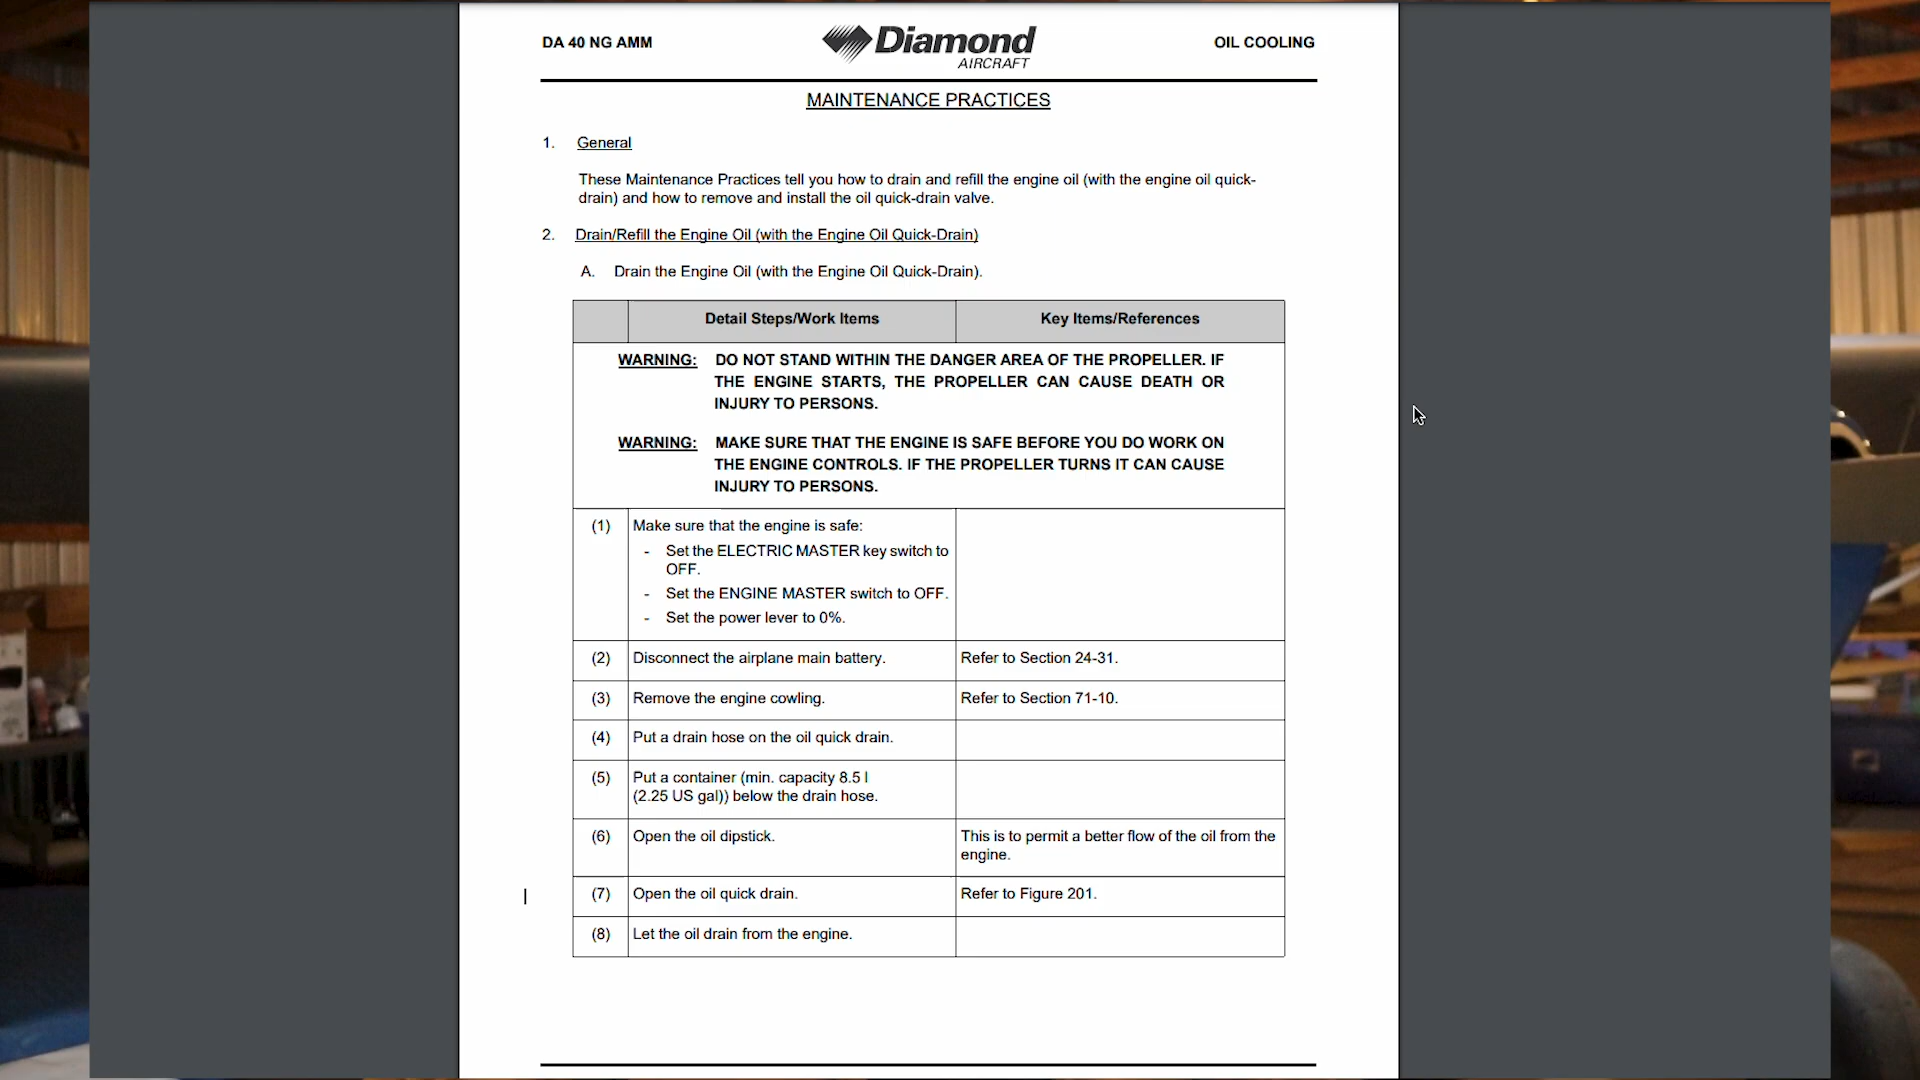 DA 40 NG AMM
Diamond
AIRCRAFT
OIL COOLING
MAINTENANCE PRACTICES
1. General
These Maintenance Practices tell you how to drain and refill the engine oil (with the engine oil quick-
drain) and how to remove and install the oil quick-drain valve.
2. Drain/Refill the Engine Oil (with the Engine Oil Quick-Drain)
A. Drain the Engine Oil (with the Engine Oil Quick-Drain).
Detail Steps/Work Items
Key Items/References
WARNING: DO NOT STAND WITHIN THE DANGER AREA OF THE PROPELLER. IF
THE ENGINE STARTS, THE PROPELLER CAN CAUSE DEATH OR
INJURY TO PERSONS.
WARNING: MAKE SURE THAT THE ENGINE IS SAFE BEFORE YOU DO WORK ON
THE ENGINE CONTROLS. IF THE PROPELLER TURNS IT CAN CAUSE
INJURY TO PERSONS.
(1) Make sure that the engine is safe:
- Set the ELECTRIC MASTER key switch to
OFF.
- Set the ENGINE MASTER switch to OFF.
- Set the power lever to 0%.
(2) Disconnect the airplane main battery.
Refer to Section 24-31.
(3) Remove the engine cowling.
Refer to Section 71-10.
(4) Put a drain hose on the oil quick drain.
(5) Put a container (min. capacity 8.5 l
(2.25 US gal)) below the drain hose.
(6) Open the oil dipstick.
This is to permit a better flow of the oil from the
engine.
(7) Open the oil quick drain.
Refer to Figure 201.
(8) Let the oil drain from the engine.